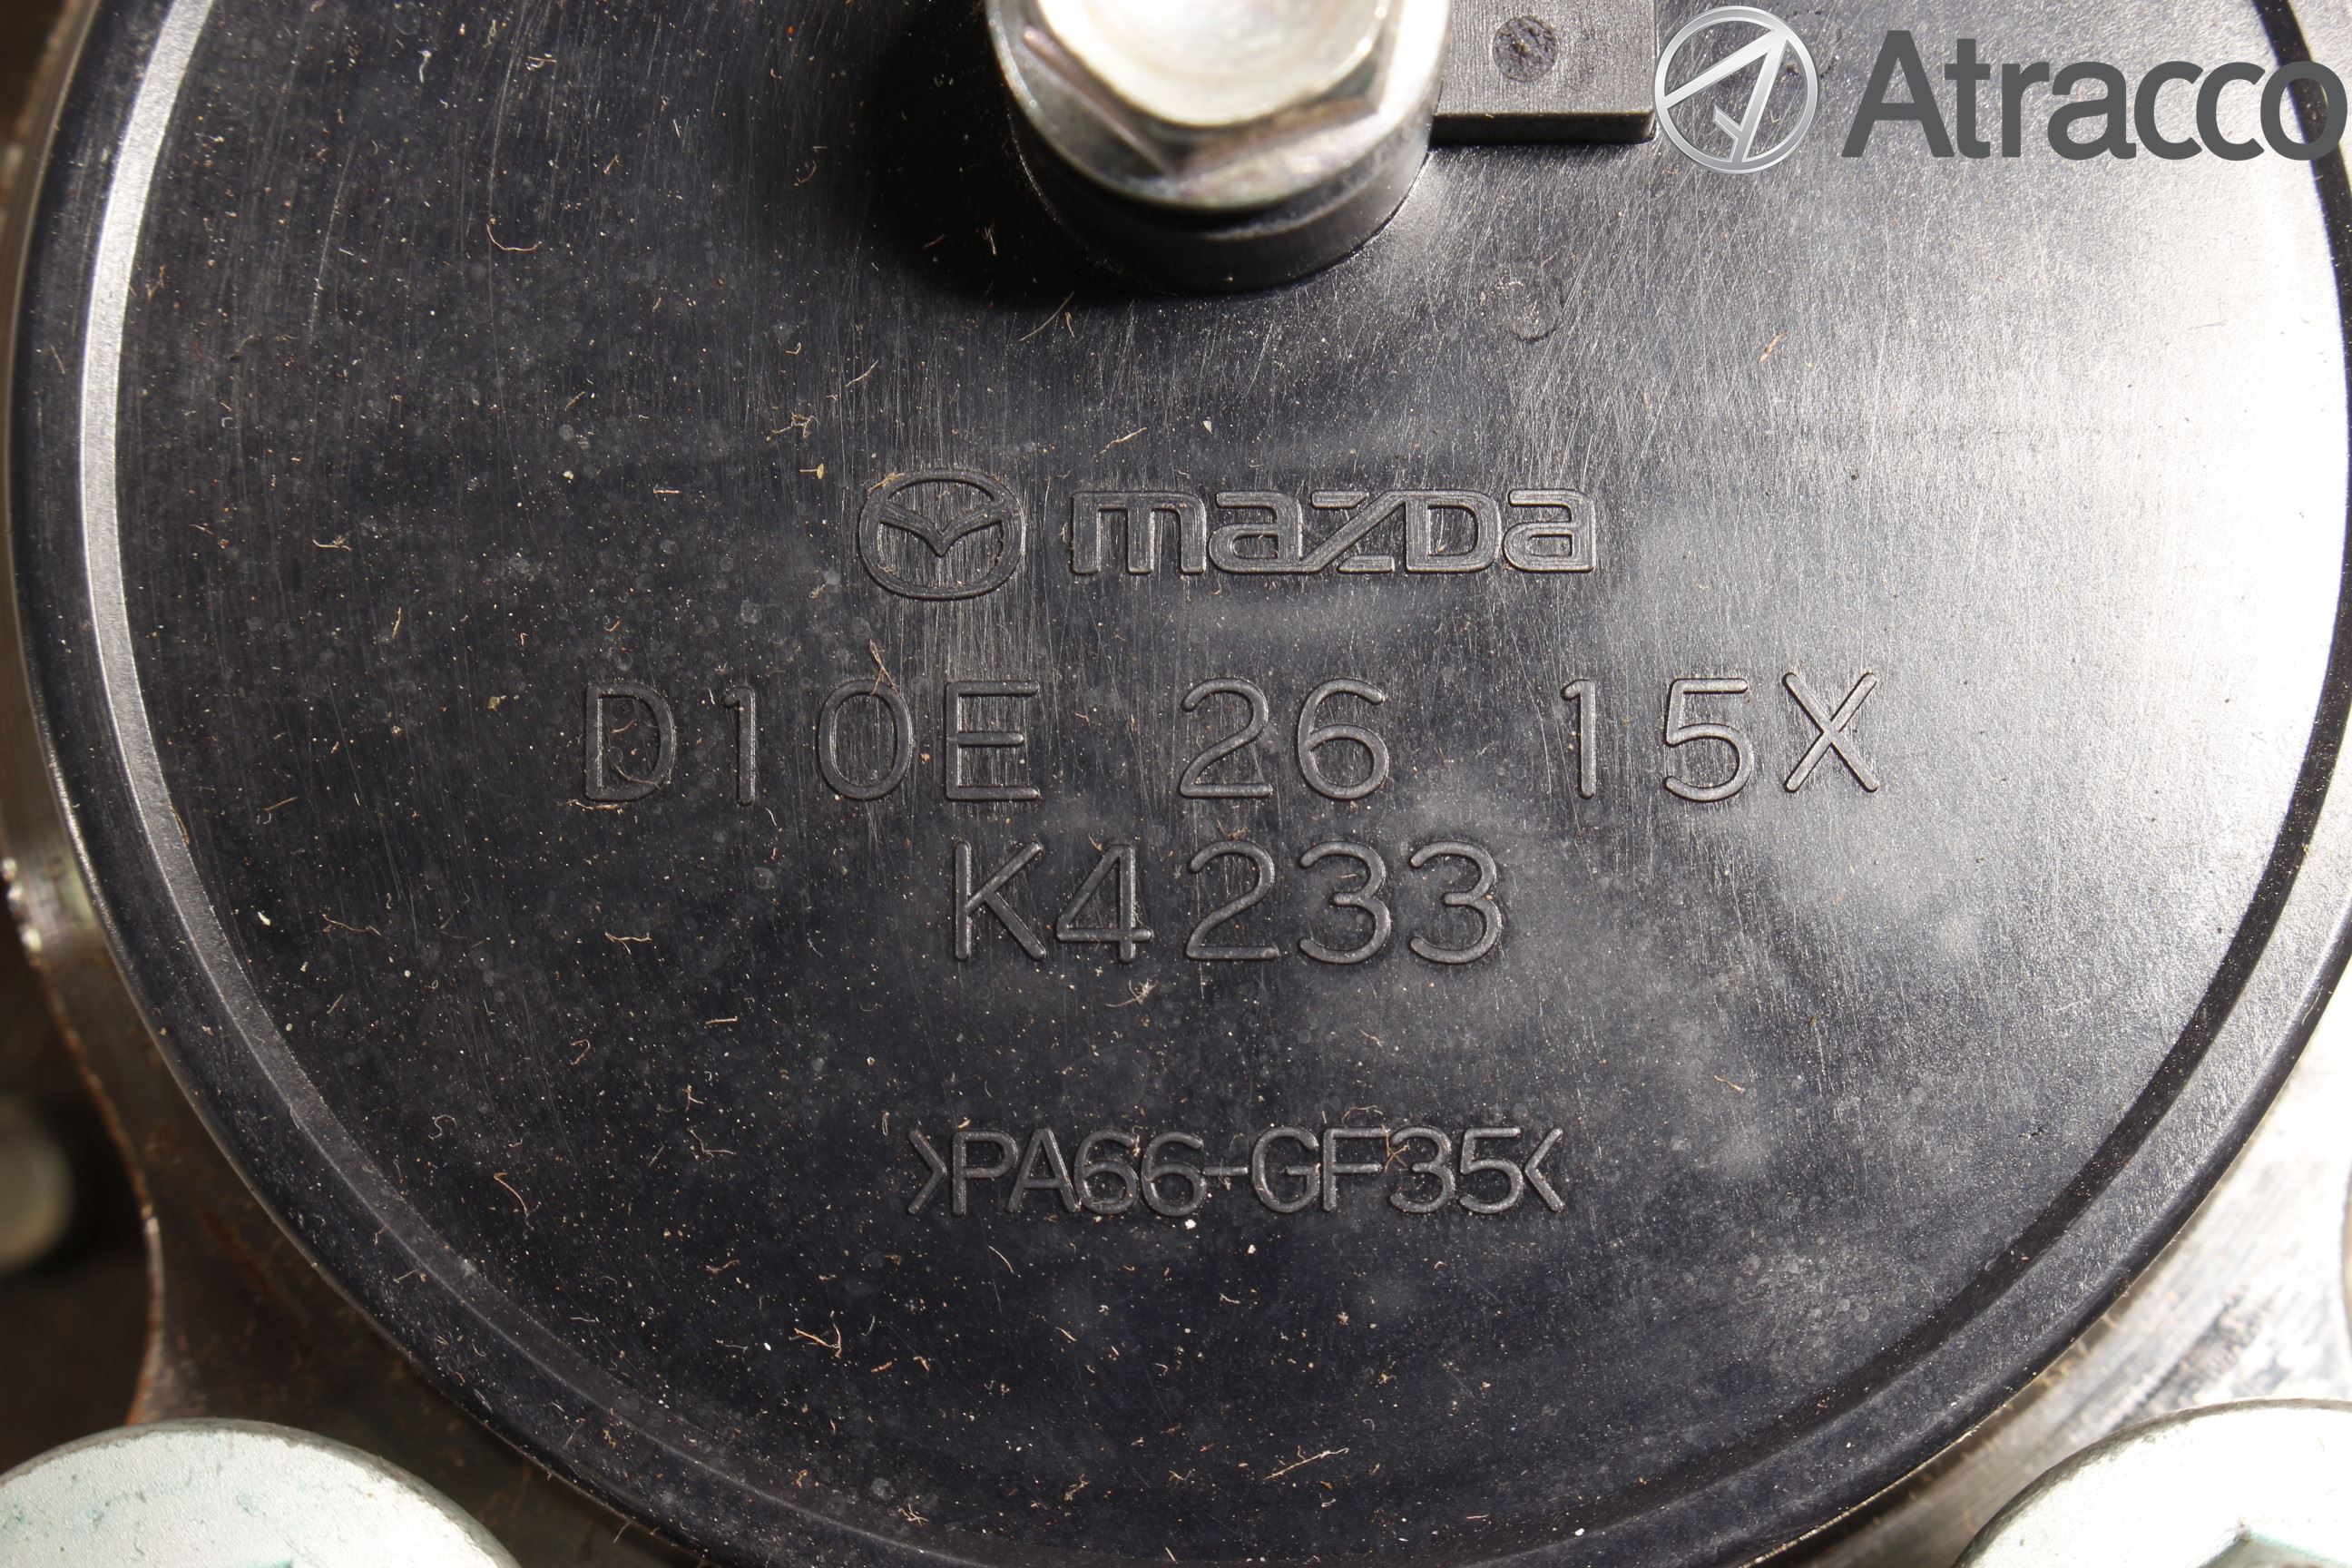 Atracco
mazda
D10E 26 15X
K4233
>PA66-GF35<